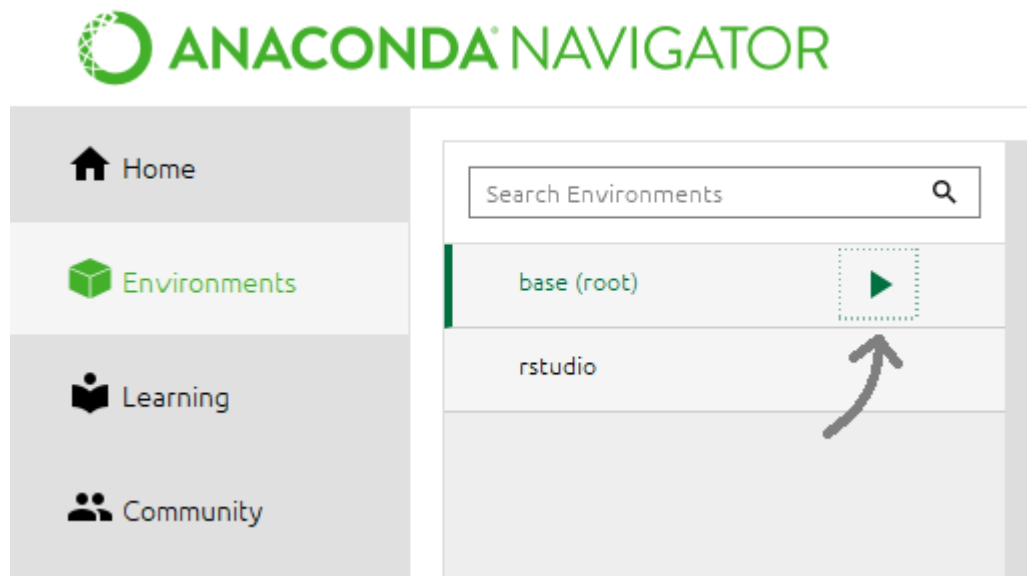 ANACONDA NAVIGATOR
Home
Environments
Learning
Community
Search Environments
base (root)
rstudio